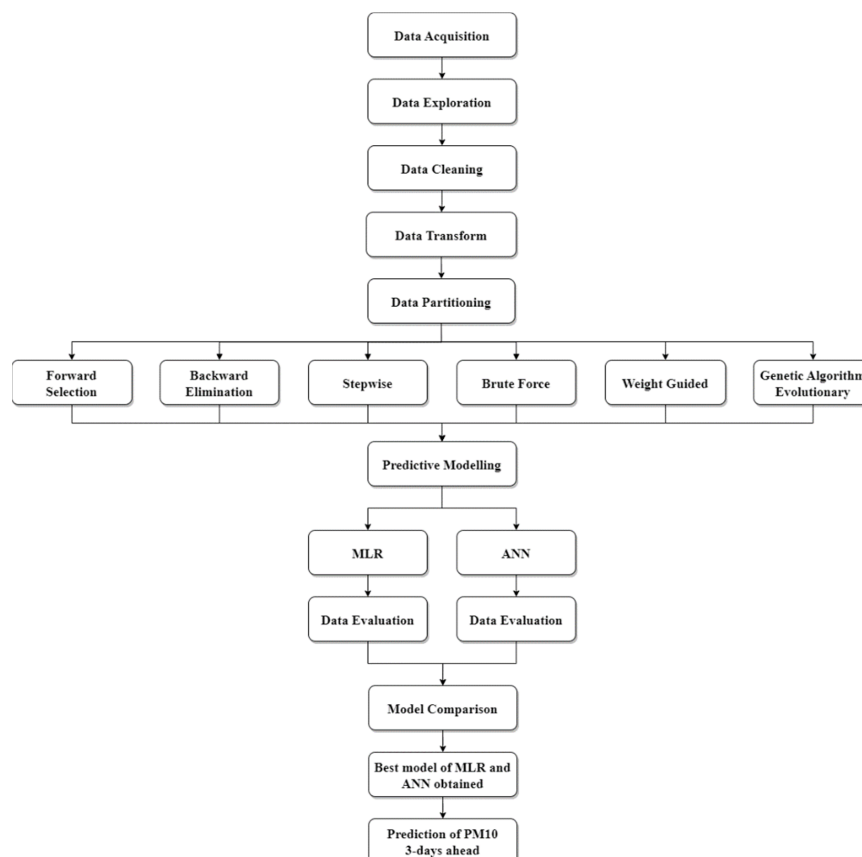 Data Acquisition
Data Exploration
Data Cleaning
Data Transform
Data Partitioning
Forward
Selection
Backward
Elimination
Stepwise
Brute Force
Weight Guided
Genetic Algorithm
Evolutionary
Predictive Modelling
MLR
ANN
Data Evaluation
Data Evaluation
Model Comparison
Best model of MLR and
ANN obtained
Prediction of PM10
3-days ahead